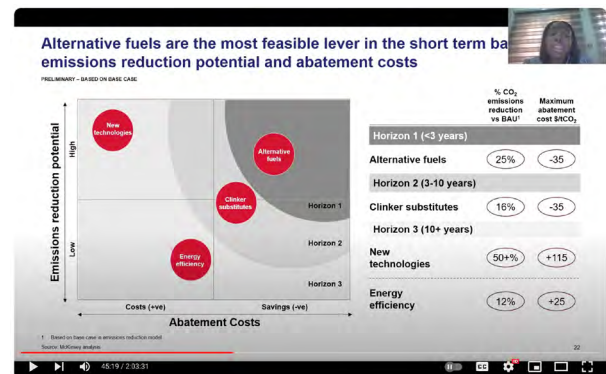 Alternative fuels are the most feasible lever in the short term ba
emissions reduction potential and abatement costs
PRELIMINARY – BASED ON BASE CASE
Emissions reduction potential
High
Low
New
technologies
Alternative
fuels
Clinker
substitutes
Energy
efficiency
Horizon 1
Horizon 2
Horizon 3
Costs (+ve)
Savings (-ve)
Abatement Costs
% CO2
emissions
reduction
vs BAU1
Maximum
abatement
cost $/tCO2
Horizon 1 (<3 years)
Alternative fuels 25% -35
Horizon 2 (3-10 years)
Clinker substitutes 16% -35
Horizon 3 (10+ years)
New
technologies 50+% +115
Energy
efficiency 12% +25
1 Based on base case in emissions reduction model
Source: McKinsey analysis
22
45:19 / 2:03:31
CC